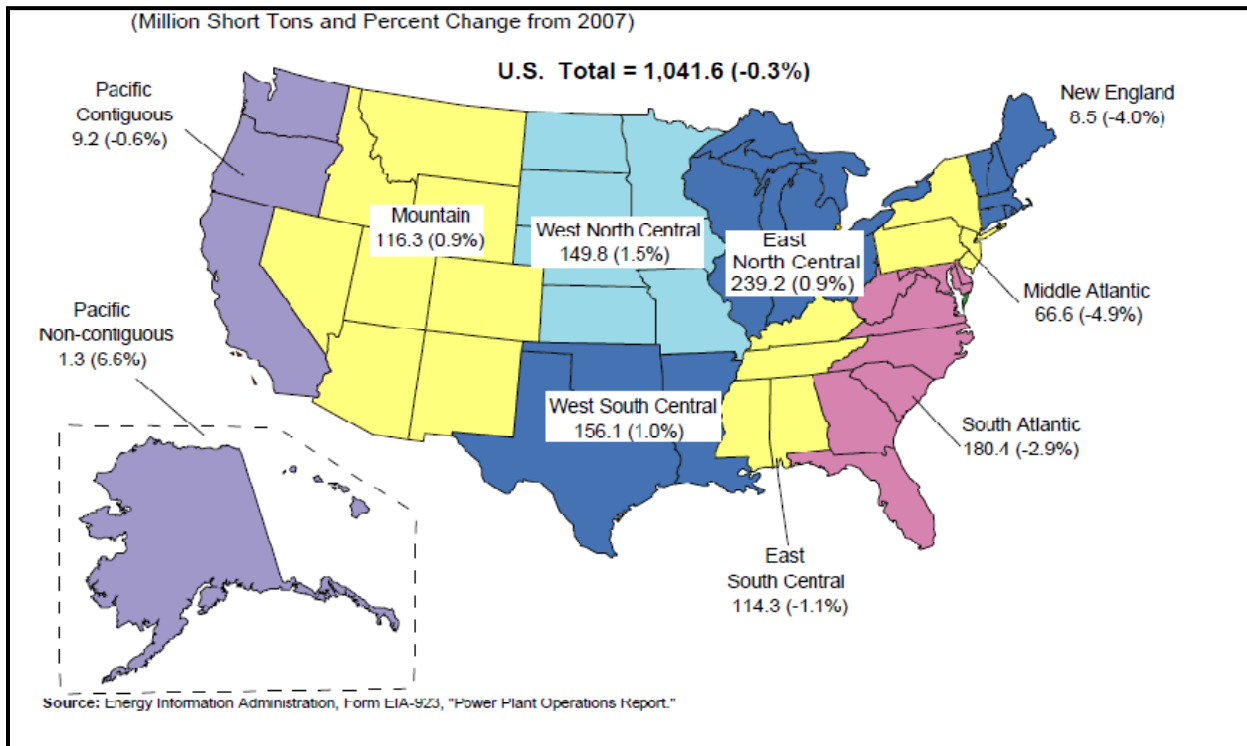 (Million Short Tons and Percent Change from 2007)
U.S. Total = 1,041.6 (-0.3%)
Pacific
Contiguous
9.2 (-0.6%)
New England
8.5 (-4.0%)
Mountain
116.3 (0.9%)
West North Central
149.8 (1.5%)
East
North Central
239.2 (0.9%)
Middle Atlantic
66.6 (-4.9%)
Pacific
Non-contiguous
1.3 (6.6%)
West South Central
156.1 (1.0%)
South Atlantic
180.4 (-2.9%)
East
South Central
114.3 (-1.1%)
Source: Energy Information Administration, Form EIA-923, "Power Plant Operations Report."